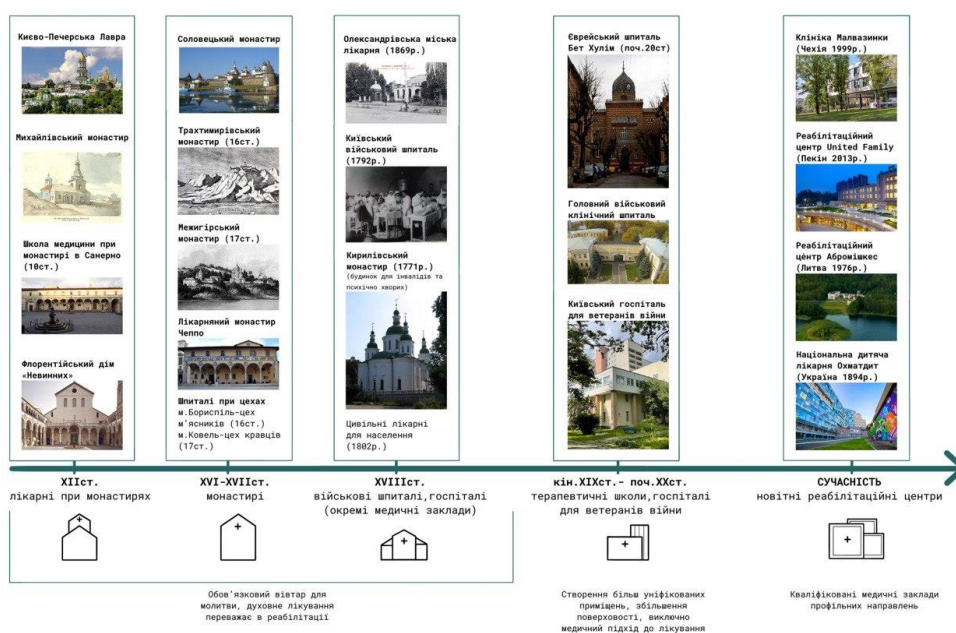 Києво-Печерська Лавра
Михайлівський монастир
Школа медицини при
монастирі в Санерно
(10ст.)
Флорентійський дім
«Невинних»
Соловецький монастир
Трахтимирівський
монастир (16ст.)
Межигірський
монастир (17ст.)
Лікарняний монастир
Чеппо
Шпиталі при цехах
м.Бориспіль-цех
м'ясників (16ст.)
м.Ковель-цех кравців
(17ст.)
Олександрівська міська
лікарня (1869р.)
Київський
військовий шпиталь
(1792р.)
Кирилівський
монастир (1771р.)
(будинок для інвалідів та
психічно хворих)
Цивільні лікарні
для населення
(1802р.)
Єврейський шпиталь
Бет Хулім (поч.20ст)
Головний військовий
клінічний шпиталь
Київський госпіталь
для ветеранів війни
Клініка Малвазинки
(Чехія 1999р.)
Реабілітаційний
центр United Family
(Пекін 2013р.)
Реабілітаційний
центр Абромішкес
(Литва 1976р.)
Національна дитяча
лікарня Охматдит
(Україна 1894р.)
XIIст.
лікарні при монастирях
XVI-XVIIст.
монастирі
XVIIIст.
військові шпиталі,госпіталі
(окремі медичні заклади)
кін.XIXст.- поч.XXст.
терапевтичні школи,госпіталі
для ветеранів війни
СУЧАСНІСТЬ
новітні реабілітаційні центри
Обов'язковий вівтар для
молитви, духовне лікування
переважає в реабілітації
Створення більш уніфікованих
приміщень, збільшення
поверховості, виключно
медичний підхід до лікування
Кваліфіковані медичні заклади
профільних направлень